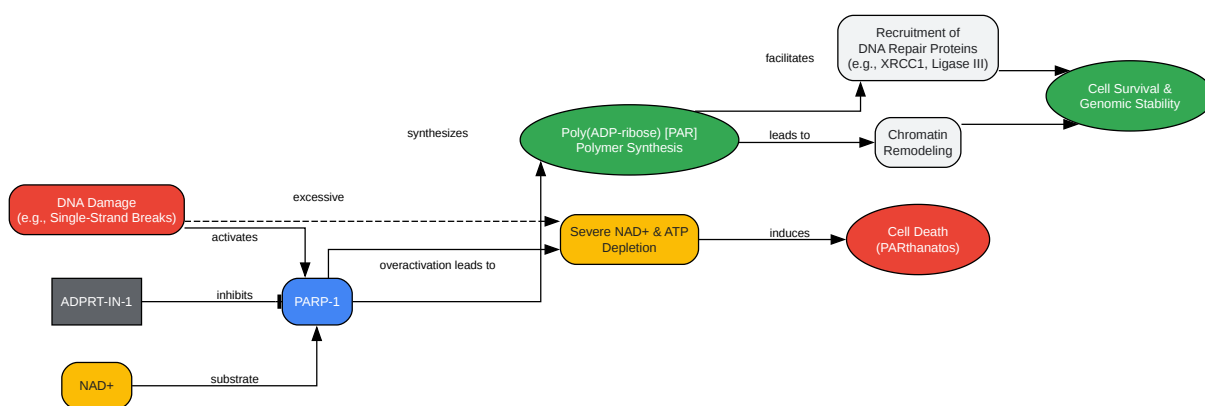 Recruitment of
DNA Repair Proteins
(e.g., XRCC1, Ligase III)
facilitates
Cell Survival &
Genomic Stability
synthesizes
Poly(ADP-ribose) [PAR]
Polymer Synthesis
leads to
Chromatin
Remodeling
DNA Damage
(e.g., Single-Strand Breaks)
excessive
activates
Severe NAD+ & ATP
Depletion
induces
Cell Death
(PARthanatos)
overactivation leads to
ADPRT-IN-1
inhibits
PARP-1
NAD+
substrate